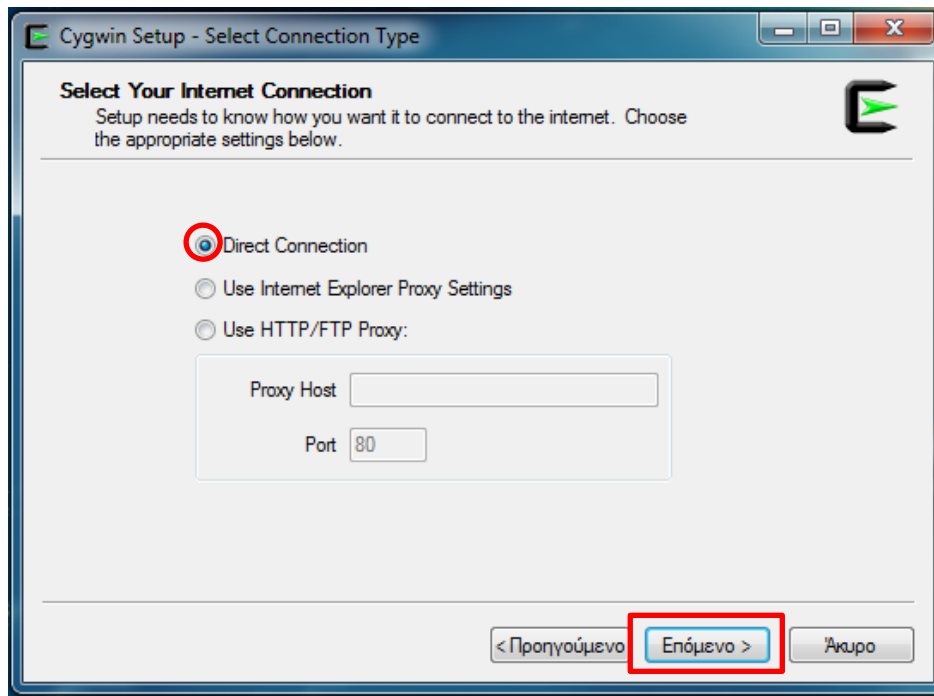 Cygwin Setup - Select Connection Type
Select Your Internet Connection
Setup needs to know how you want it to connect to the internet. Choose
the appropriate settings below.
Direct Connection
Use Internet Explorer Proxy Settings
Use HTTP/FTP Proxy:
Proxy Host
Port 80
< Προηγούμενο Επόμενο > Άκυρο